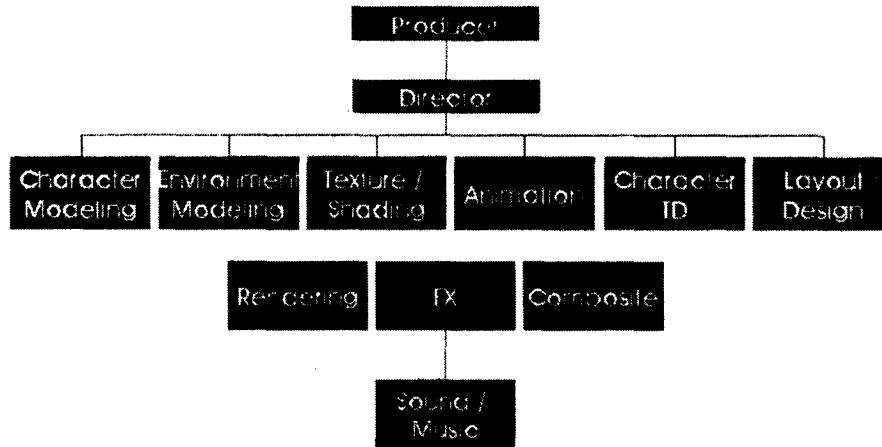 Producer
Director
Character
Modeling
Environment
Modeling
Texture /
Shading
Animation
Character
TD
Layout
Design
Rendering
FX
Composite
Sound /
Music